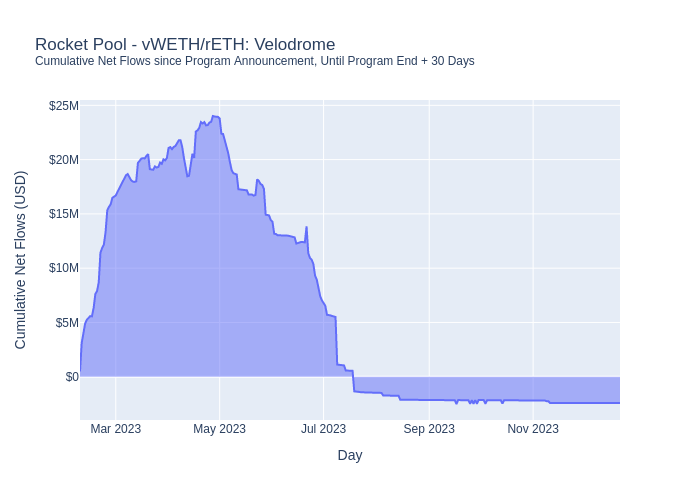 Rocket Pool - vWETH/rETH: Velodrome
Cumulative Net Flows since Program Announcement, Until Program End + 30 Days
Cumulative Net Flows (USD)
$25M
$20M
$15M
$10M
$5M
$0
Mar 2023 May 2023 Jul 2023 Sep 2023 Nov 2023
Day